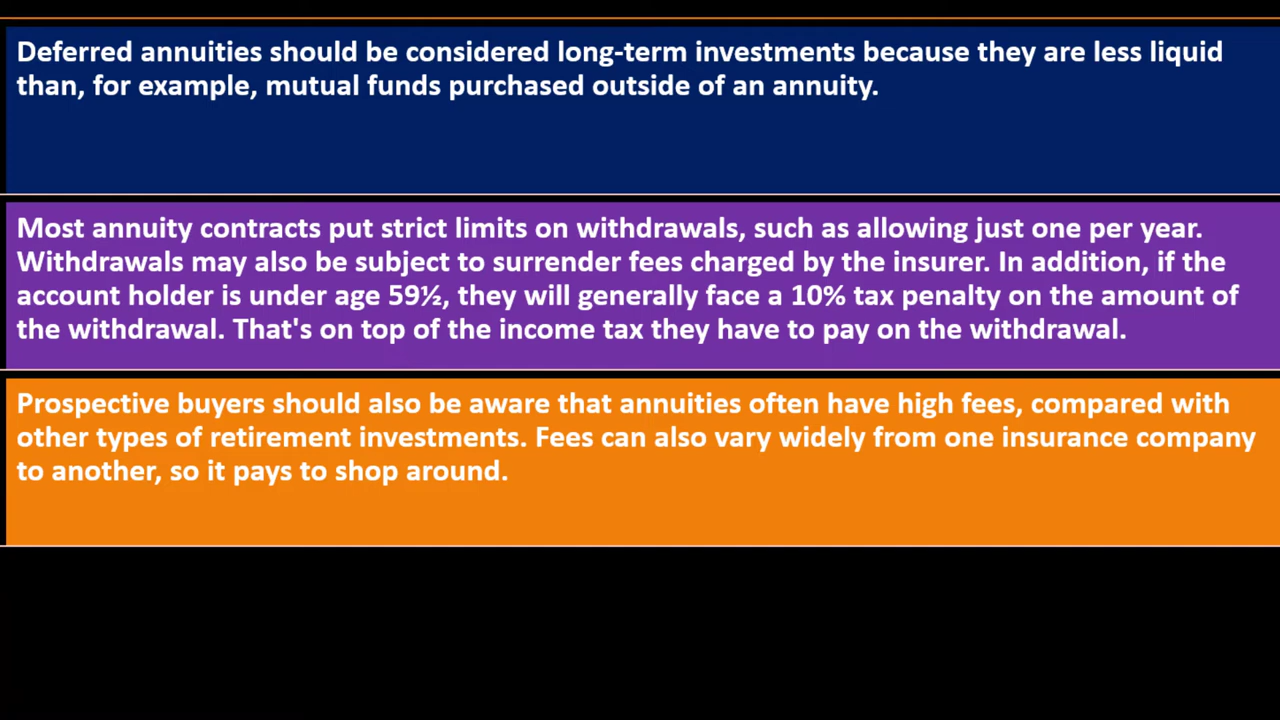 Deferred annuities should be considered long-term investments because they are less liquid
than, for example, mutual funds purchased outside of an annuity.
Most annuity contracts put strict limits on withdrawals, such as allowing just one per year.
Withdrawals may also be subject to surrender fees charged by the insurer. In addition, if the
account holder is under age 59½, they will generally face a 10% tax penalty on the amount of
the withdrawal. That's on top of the income tax they have to pay on the withdrawal.
Prospective buyers should also be aware that annuities often have high fees, compared with
other types of retirement investments. Fees can also vary widely from one insurance company
to another, so it pays to shop around.